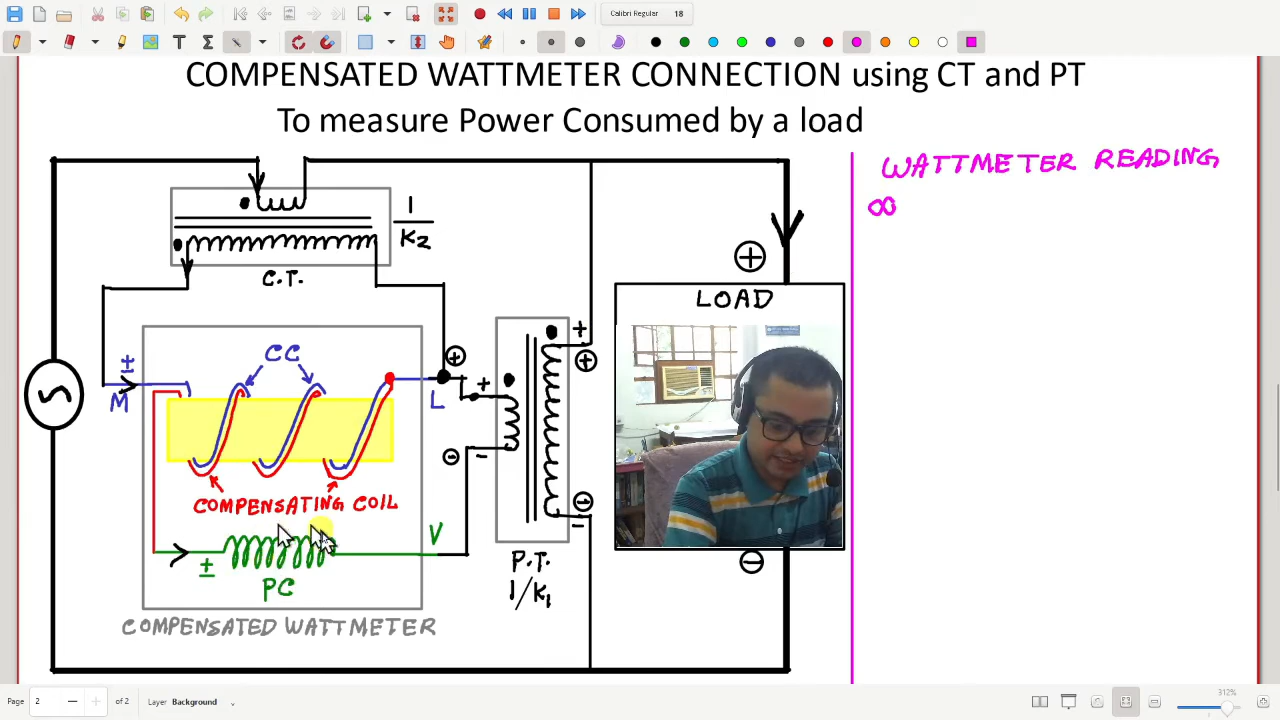 Calibri Regular 18
COMPENSATED WATTMETER CONNECTION using CT and PT
To measure Power Consumed by a load
WATTMETER READING
∞
1/K2
C.T.
+
LOAD
CC
±
M
+
L
+
+
+
-
-
-
-
COMPENSATING COIL
V
±
PC
P.T.
1/K1
-
COMPENSATED WATTMETER
Page 2 of 2 Layer Background 312%